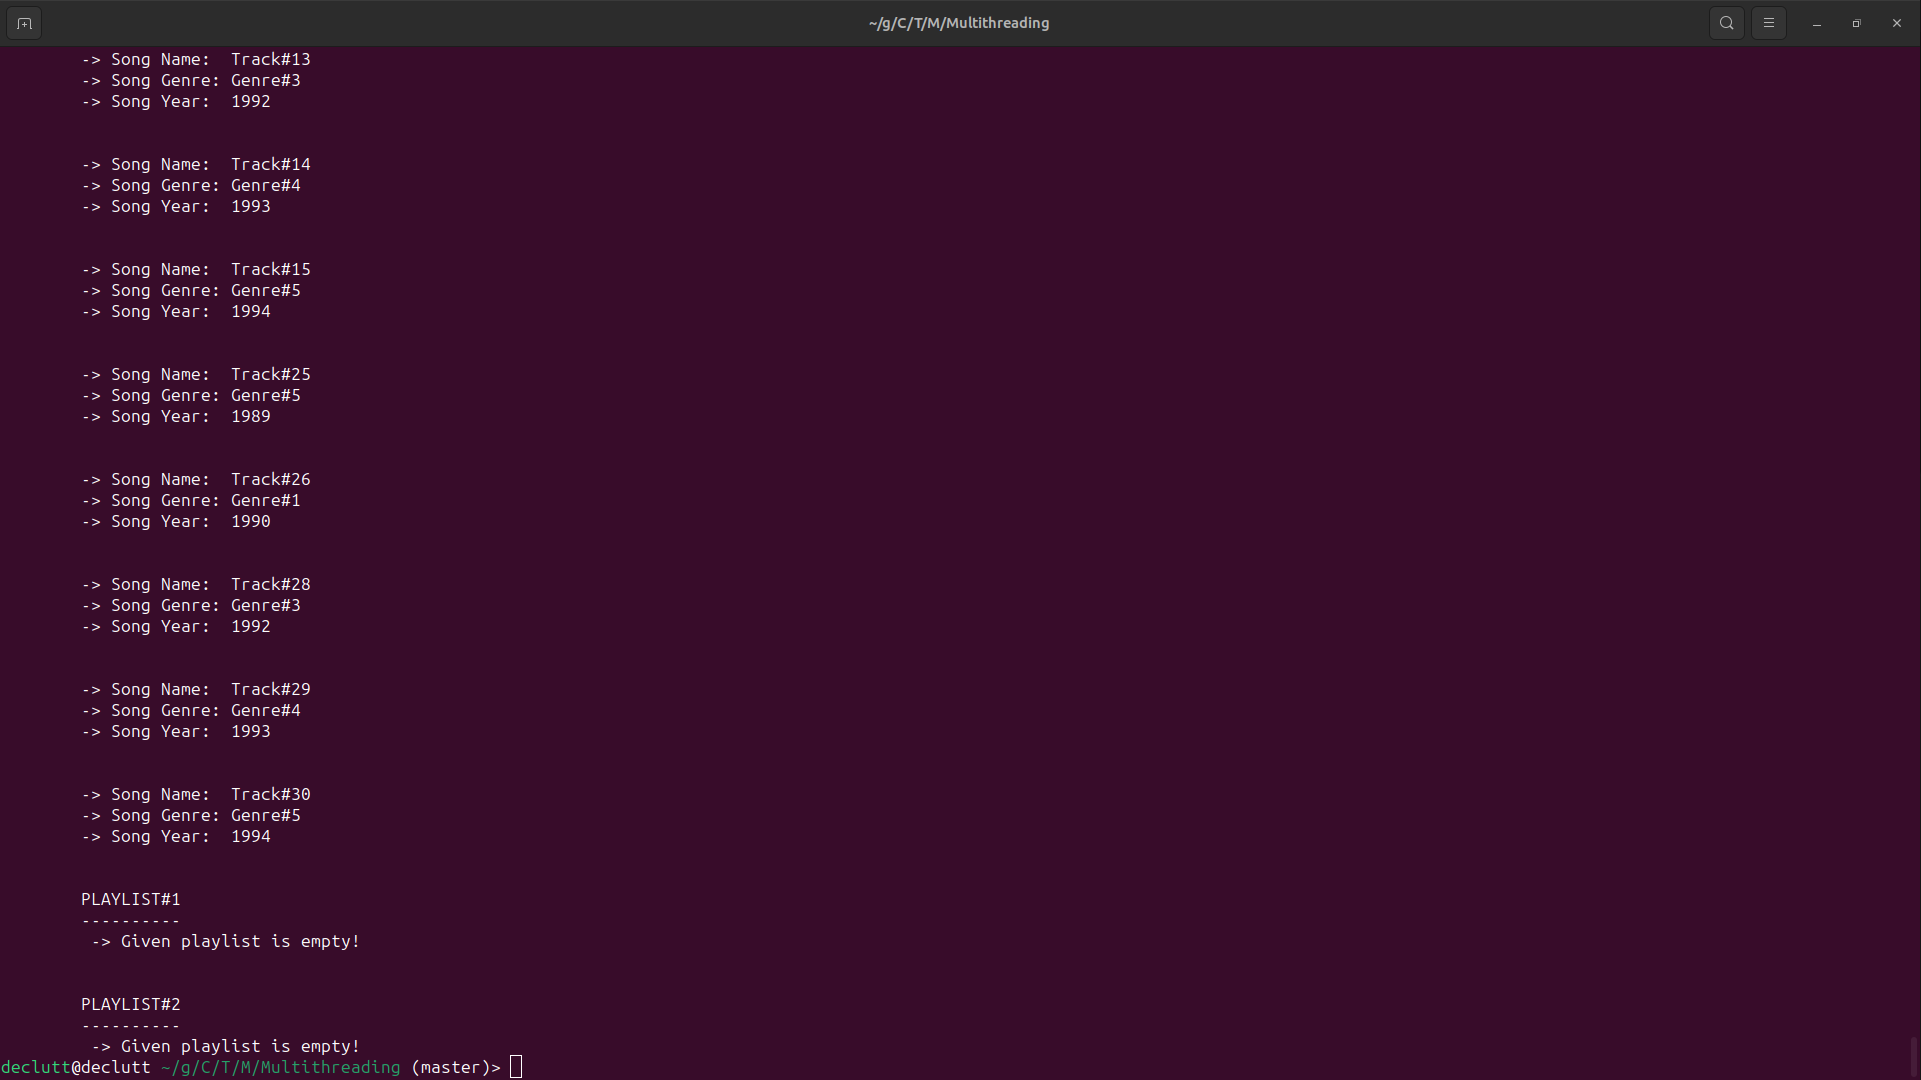 ~/g/C/T/M/Multithreading
-> Song Name:  Track#13
-> Song Genre: Genre#3
-> Song Year:  1992
-> Song Name:  Track#14
-> Song Genre: Genre#4
-> Song Year:  1993
-> Song Name:  Track#15
-> Song Genre: Genre#5
-> Song Year:  1994
-> Song Name:  Track#25
-> Song Genre: Genre#5
-> Song Year:  1989
-> Song Name:  Track#26
-> Song Genre: Genre#1
-> Song Year:  1990
-> Song Name:  Track#28
-> Song Genre: Genre#3
-> Song Year:  1992
-> Song Name:  Track#29
-> Song Genre: Genre#4
-> Song Year:  1993
-> Song Name:  Track#30
-> Song Genre: Genre#5
-> Song Year:  1994
PLAYLIST#1
----------
-> Given playlist is empty!
PLAYLIST#2
----------
-> Given playlist is empty!
declutt@declutt ~/g/C/T/M/Multithreading (master)>